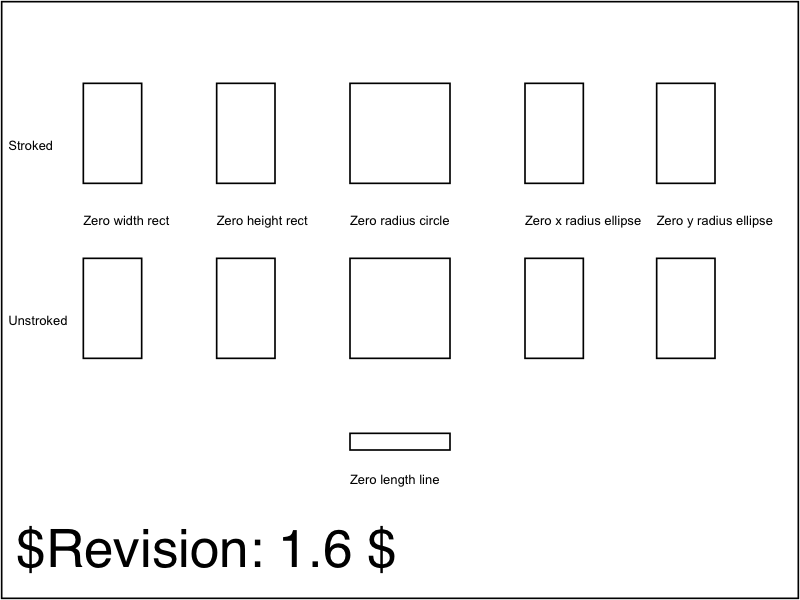 Stroked
Zero width rect
Zero height rect
Zero radius circle
Zero x radius ellipse
Zero y radius ellipse
Unstroked
Zero length line
$Revision: 1.6 $